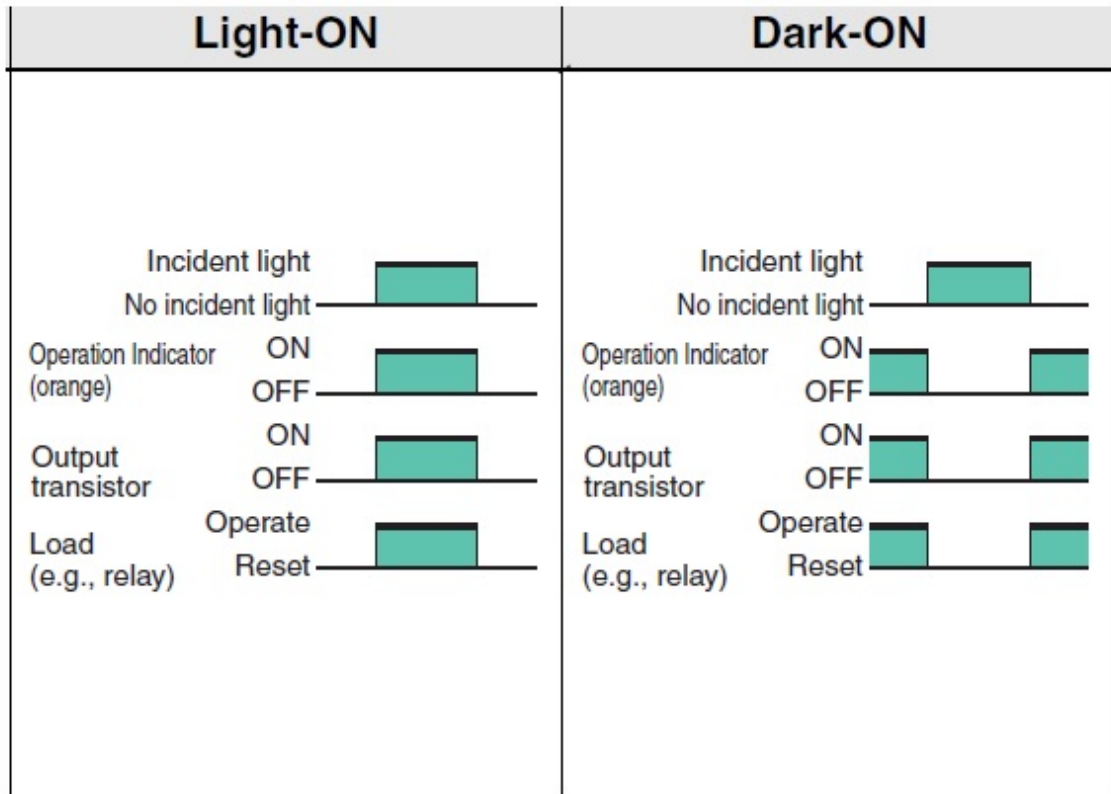 Light-ON
Incident light
No incident light
Operation Indicator
(orange)
ON
OFF
Output
transistor
ON
OFF
Load
(e.g., relay)
Operate
Reset
Dark-ON
Incident light
No incident light
Operation Indicator
(orange)
ON
OFF
Output
transistor
ON
OFF
Load
(e.g., relay)
Operate
Reset